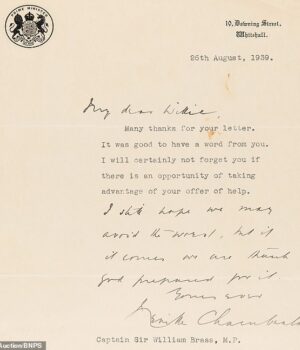 PRIME MINISTER
10, Downing Street,
Whitehall.
26th August, 1939.
My dear Willie,
Many thanks for your letter.
It was good to have a word from you.
I will certainly not forget you if
there is an opportunity of taking
advantage of your offer of help.
I still hope we may
avoid the worst, but if
it comes we are thank
God prepared for it.
Yours ever
Neville Chamberlain
Captain Sir William Brass, M.P.
Auction/BNPS